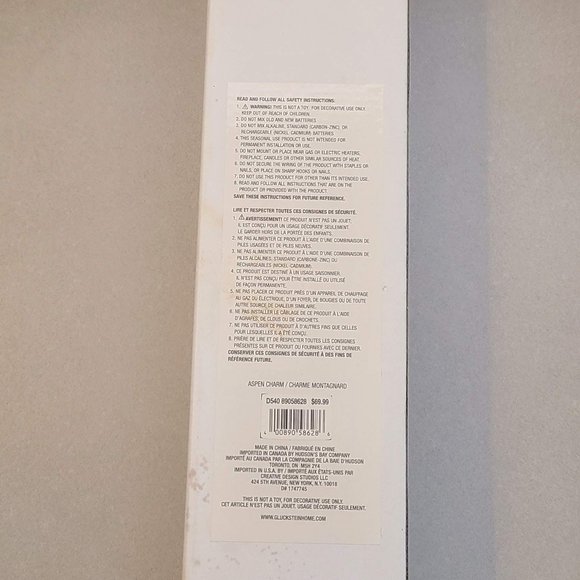 READ AND FOLLOW ALL SAFETY INSTRUCTIONS:
1. ⚠ WARNING! THIS IS NOT A TOY. FOR DECORATIVE USE ONLY.
KEEP OUT OF REACH OF CHILDREN.
2. DO NOT MIX OLD AND NEW BATTERIES
3. DO NOT MIX ALKALINE, STANDARD (CARBON-ZINC), OR
RECHARGEABLE (NICKEL-CADMIUM) BATTERIES
4. THIS SEASONAL USE PRODUCT IS NOT INTENDED FOR
PERMANENT INSTALLATION OR USE.
5. DO NOT MOUNT OR PLACE NEAR GAS OR ELECTRIC HEATERS,
FIREPLACE, CANDLES OR OTHER SIMILAR SOURCES OF HEAT.
6. DO NOT SECURE THE WIRING OF THE PRODUCT WITH STAPLES OR
NAILS, OR PLACE ON SHARP HOOKS OR NAILS.
7. DO NOT USE THIS PRODUCT FOR OTHER THAN ITS INTENDED USE.
8. READ AND FOLLOW ALL INSTRUCTIONS THAT ARE ON THE
PRODUCT OR PROVIDED WITH THE PRODUCT.
SAVE THESE INSTRUCTIONS FOR FUTURE REFERENCE.
LIRE ET RESPECTER TOUTES CES CONSIGNES DE SÉCURITÉ.
1. ⚠ AVERTISSEMENT! CE PRODUIT N'EST PAS UN JOUET.
IL EST CONÇU POUR UN USAGE DÉCORATIF SEULEMENT.
LE GARDER HORS DE LA PORTÉE DES ENFANTS.
2. NE PAS ALIMENTER CE PRODUIT À L'AIDE D'UNE COMBINAISON DE
PILES USAGÉES ET DE PILES NEUVES.
3. NE PAS ALIMENTER CE PRODUIT À L'AIDE D'UNE COMBINAISON DE
PILES ALCALINES, STANDARD (CARBONE-ZINC) OU
RECHARGEABLES (NICKEL-CADMIUM).
4. CE PRODUIT EST DESTINÉ À UN USAGE SAISONNIER.
IL N'EST PAS CONÇU POUR ÊTRE INSTALLÉ OU UTILISÉ
DE FAÇON PERMANENTE.
5. NE PAS PLACER CE PRODUIT PRÈS D'UN APPAREIL DE CHAUFFAGE
AU GAZ OU ÉLECTRIQUE, D'UN FOYER, DE BOUGIES OU DE TOUTE
AUTRE SOURCE DE CHALEUR SIMILAIRE.
6. NE PAS INSTALLER LE CÂBLAGE DE CE PRODUIT À L'AIDE
D'AGRAFES, DE CLOUS OU DE CROCHETS.
7. NE PAS UTILISER CE PRODUIT À D'AUTRES FINS QUE CELLES
POUR LESQUELLES IL A ÉTÉ CONÇU.
8. PRIÈRE DE LIRE ET DE RESPECTER TOUTES LES CONSIGNES
PRÉSENTES SUR CE PRODUIT OU FOURNIES AVEC CE DERNIER.
CONSERVER CES CONSIGNES DE SÉCURITÉ À DES FINS DE
RÉFÉRENCE FUTURE.
ASPEN CHARM / CHARME MONTAGNARD
D540 89058628 $69.99
4 00890 58628 6
MADE IN CHINA / FABRIQUÉ EN CHINE
IMPORTED IN CANADA BY HUDSON'S BAY COMPANY
IMPORTÉ AU CANADA PAR LA COMPAGNIE DE LA BAIE D'HUDSON
TORONTO, ON M5H 2Y4
IMPORTED IN U.S.A. BY / IMPORTÉ AUX ÉTATS-UNIS PAR
CREATIVE DESIGN STUDIOS LLC
424 5TH AVENUE, NEW YORK, N.Y. 10018
D# 1747745
THIS IS NOT A TOY, FOR DECORATIVE USE ONLY.
CET ARTICLE N'EST PAS UN JOUET, USAGE DÉCORATIF SEULEMENT.
WWW.GLUCKSTEINHOME.COM